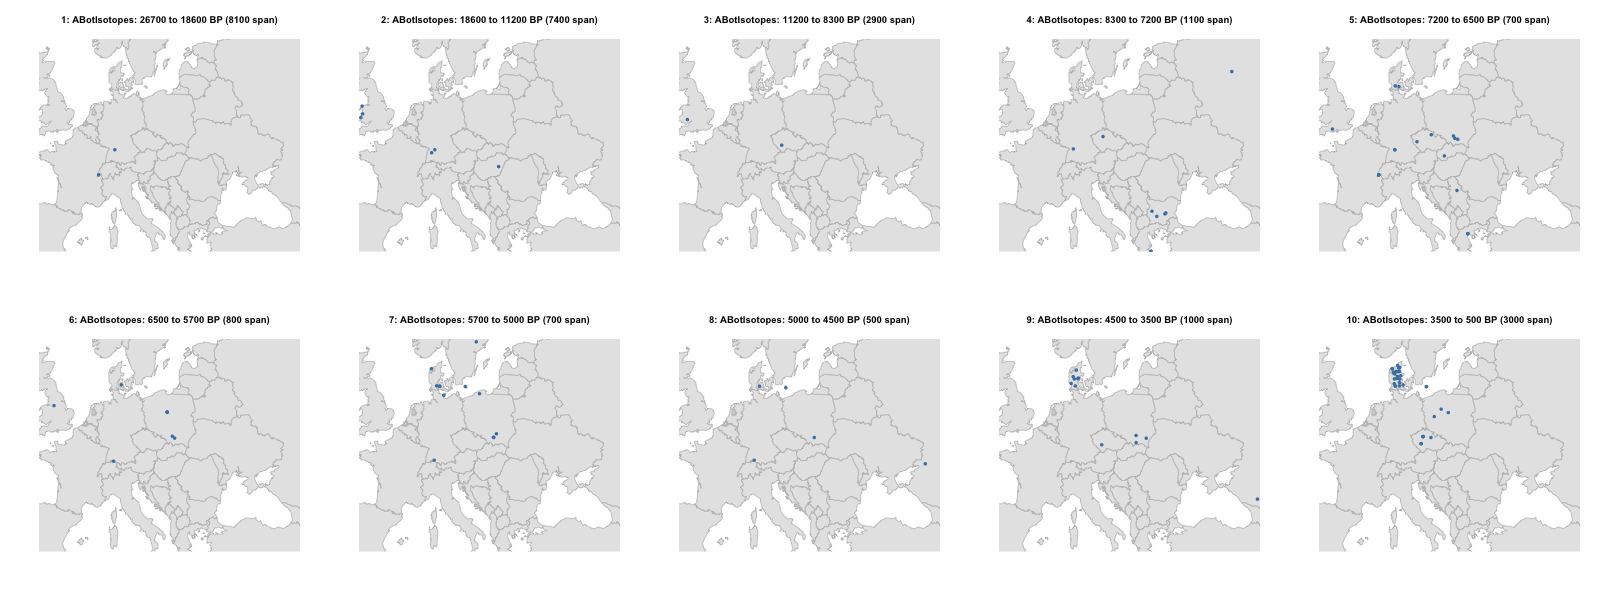 1: ABotIsotopes: 26700 to 18600 BP (8100 span)
2: ABotIsotopes: 18600 to 11200 BP (7400 span)
3: ABotIsotopes: 11200 to 8300 BP (2900 span)
4: ABotIsotopes: 8300 to 7200 BP (1100 span)
5: ABotIsotopes: 7200 to 6500 BP (700 span)
6: ABotIsotopes: 6500 to 5700 BP (800 span)
7: ABotIsotopes: 5700 to 5000 BP (700 span)
8: ABotIsotopes: 5000 to 4500 BP (500 span)
9: ABotIsotopes: 4500 to 3500 BP (1000 span)
10: ABotIsotopes: 3500 to 500 BP (3000 span)